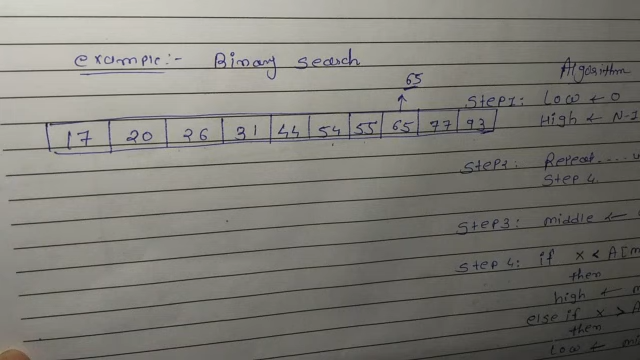 example:- Binary search
65
17 20 26 31 44 54 55 65 77 93
Algorithm
Step1: Low ← 0
High ← N-1
Step2: Repeat....
Step 4.
Step3: middle ←
Step 4: if x < A[m
then
high ← m
else if x > A
then
low ← m